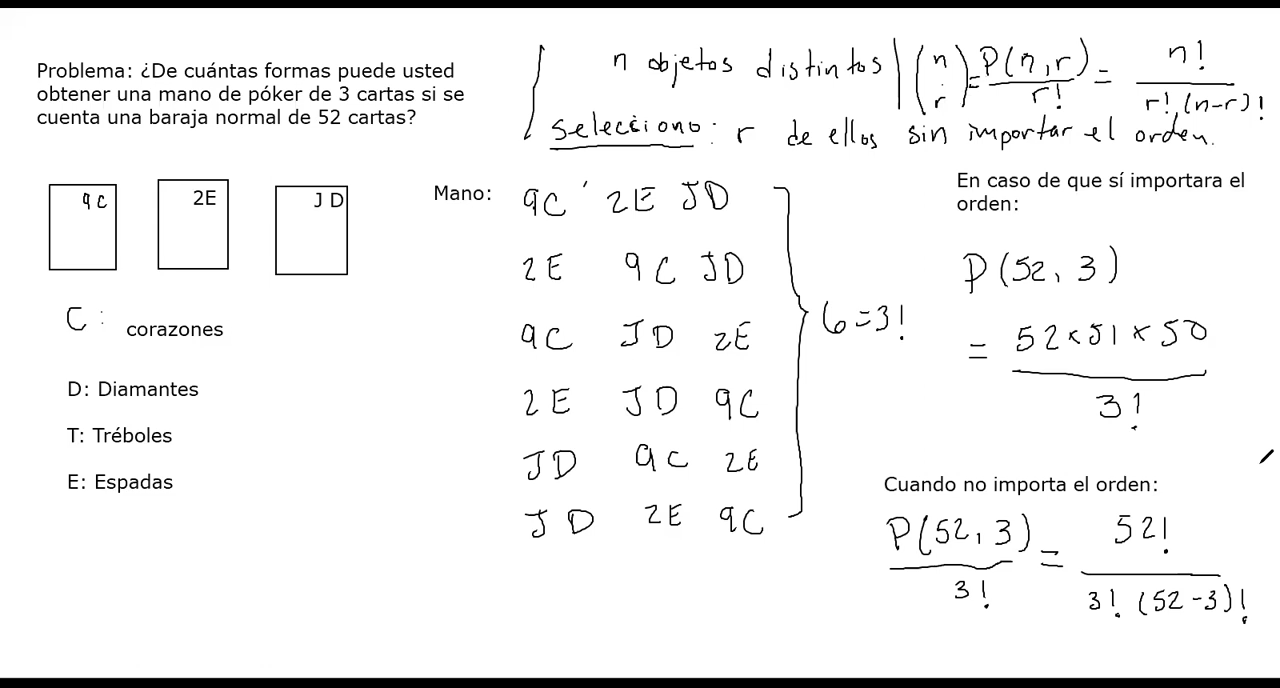 Problema: ¿De cuántas formas puede usted
obtener una mano de póker de 3 cartas si se
cuenta una baraja normal de 52 cartas?
n objetos distintos | (n r) = P(n,r)/r! = n!/r!(n-r)!
selecciono: r de ellos sin importar el orden.
9C
2E
JD
C: corazones
D: Diamantes
T: Tréboles
E: Espadas
Mano: 9C 2E JD
2E 9C JD
9C JD 2E
2E JD 9C
JD 9C 2E
JD 2E 9C
6=3!
En caso de que sí importara el
orden:
P(52, 3)
= 52×51×50
3!
Cuando no importa el orden:
P(52, 3)/3! = 52!/3!(52-3)!